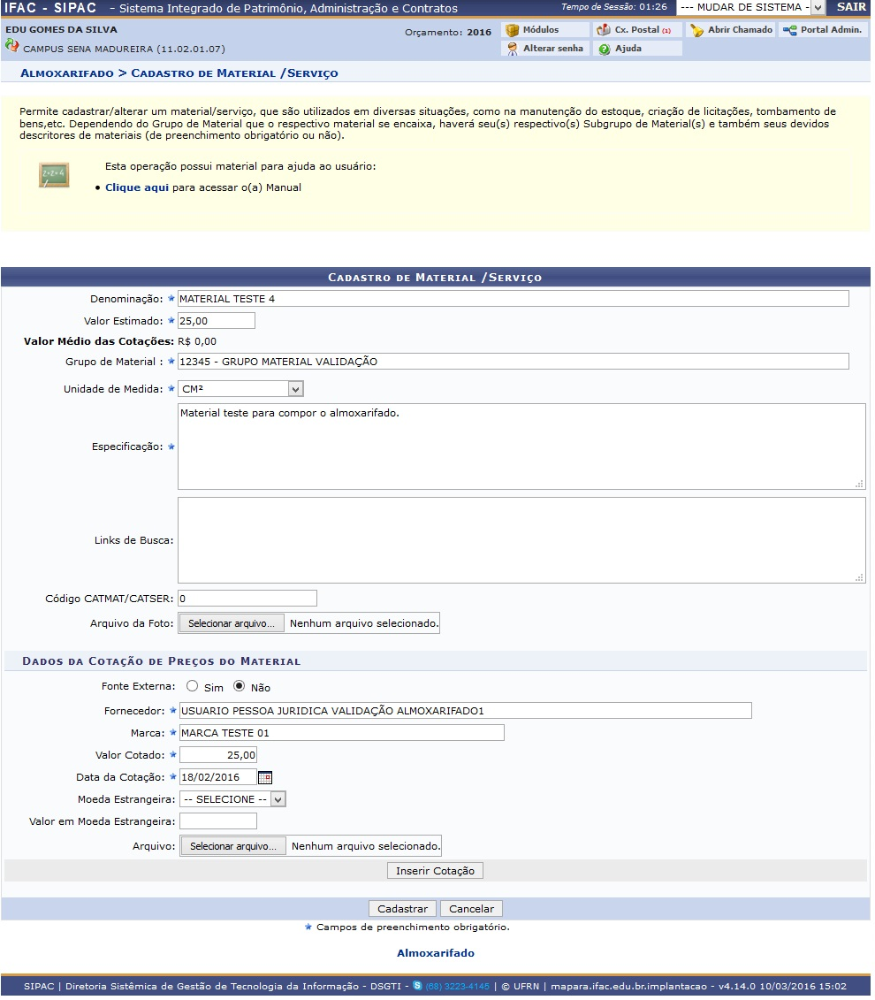 IFAC - SIPAC - Sistema Integrado de Patrimônio, Administração e Contratos
Tempo de Sessão: 01:26
--- MUDAR DE SISTEMA -
SAIR
EDU GOMES DA SILVA
CAMPUS SENA MADUREIRA (11.02.01.07)
Orçamento: 2016
Módulos
Cx. Postal (1)
Abrir Chamado
Portal Admin.
Alterar senha
Ajuda
ALMOXARIFADO > CADASTRO DE MATERIAL /SERVIÇO
Permite cadastrar/alterar um material/serviço, que são utilizados em diversas situações, como na manutenção do estoque, criação de licitações, tombamento de
bens,etc. Dependendo do Grupo de Material que o respectivo material se encaixa, haverá seu(s) respectivo(s) Subgrupo de Material(s) e também seus devidos
descritores de materiais (de preenchimento obrigatório ou não).
Esta operação possui material para ajuda ao usuário:
• Clique aqui para acessar o(a) Manual
CADASTRO DE MATERIAL /SERVIÇO
Denominação: MATERIAL TESTE 4
Valor Estimado: 25,00
Valor Médio das Cotações: R$ 0,00
Grupo de Material : 12345 - GRUPO MATERIAL VALIDAÇÃO
Unidade de Medida: CM²
Especificação: Material teste para compor o almoxarifado.
Links de Busca:
Código CATMAT/CATSER: 0
Arquivo da Foto: Selecionar arquivo... Nenhum arquivo selecionado.
DADOS DA COTAÇÃO DE PREÇOS DO MATERIAL
Fonte Externa: Sim Não
Fornecedor: USUARIO PESSOA JURIDICA VALIDAÇÃO ALMOXARIFADO1
Marca: MARCA TESTE 01
Valor Cotado: 25,00
Data da Cotação: 18/02/2016
Moeda Estrangeira: -- SELECIONE --
Valor em Moeda Estrangeira:
Arquivo: Selecionar arquivo... Nenhum arquivo selecionado.
Inserir Cotação
Cadastrar Cancelar
Campos de preenchimento obrigatório.
Almoxarifado
SIPAC | Diretoria Sistêmica de Gestão de Tecnologia da Informação - DSGTI - (68) 3223-4145 | © UFRN | mapara.ifac.edu.br.implantacao - v4.14.0 10/03/2016 15:02